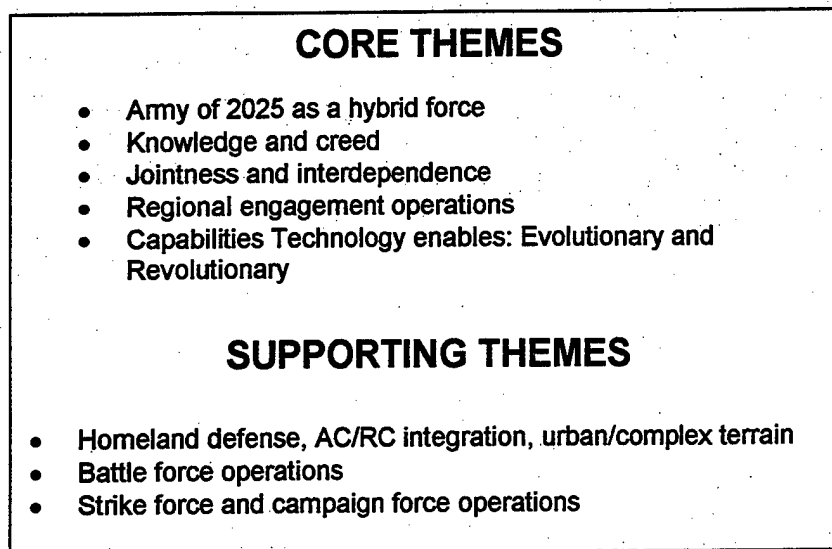 CORE THEMES
• Army of 2025 as a hybrid force
• Knowledge and creed
• Jointness and interdependence
• Regional engagement operations
• Capabilities Technology enables: Evolutionary and
Revolutionary
SUPPORTING THEMES
• Homeland defense, AC/RC integration, urban/complex terrain
• Battle force operations
• Strike force and campaign force operations